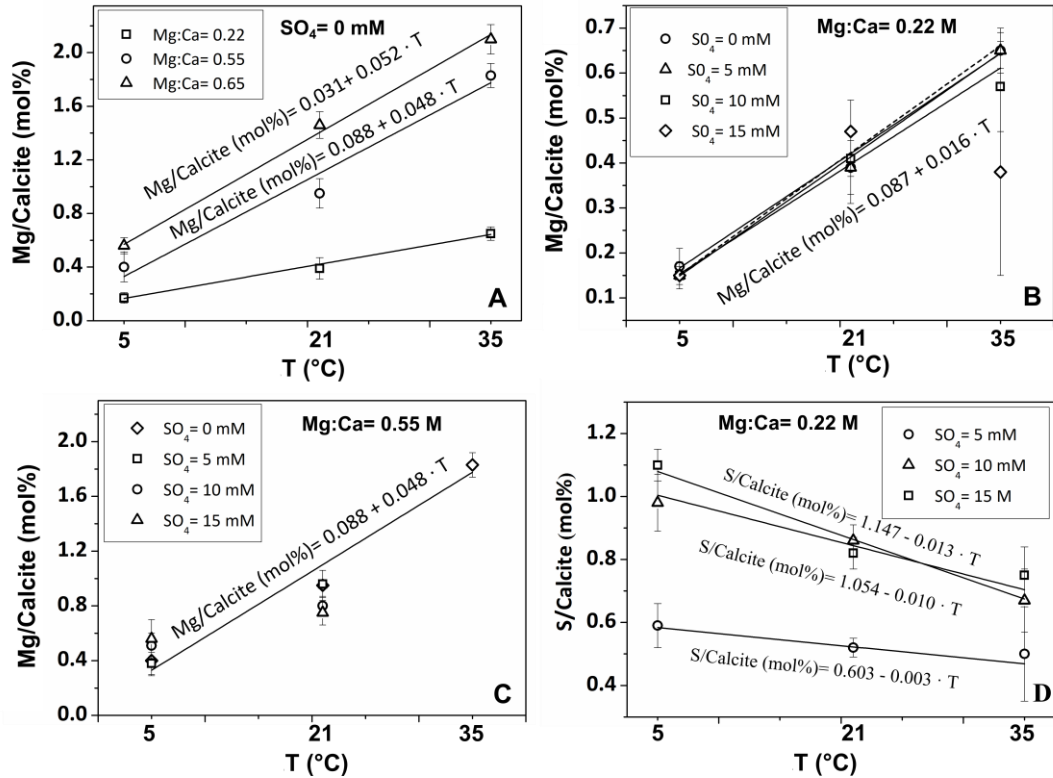 SO₄= 0 mM
Mg:Ca= 0.22
Mg:Ca= 0.55
Mg:Ca= 0.65
Mg/Calcite (mol%)= 0.031+ 0.052 · T
Mg/Calcite (mol%)= 0.088 + 0.048 · T
Mg/Calcite (mol%)
2.0
1.6
1.2
0.8
0.4
0.0
5
21
35
T (°C)
A
Mg:Ca= 0.22 M
S0₄= 0 mM
S0₄= 5 mM
S0₄= 10 mM
S0₄= 15 mM
Mg/Calcite (mol%)= 0.087 + 0.016 · T
Mg/Calcite (mol%)
0.7
0.6
0.5
0.4
0.3
0.2
0.1
5
21
35
T (°C)
B
Mg:Ca= 0.55 M
SO₄= 0 mM
SO₄= 5 mM
SO₄= 10 mM
SO₄= 15 mM
Mg/Calcite (mol%)= 0.088 + 0.048 · T
Mg/Calcite (mol%)
2.0
1.6
1.2
0.8
0.4
0.0
5
21
35
T (°C)
C
Mg:Ca= 0.22 M
SO₄= 5 mM
SO₄= 10 mM
SO₄= 15 M
S/Calcite (mol%)= 1.147 - 0.013 · T
S/Calcite (mol%)= 1.054 - 0.010 · T
S/Calcite (mol%)= 0.603 - 0.003 · T
S/Calcite (mol%)
1.2
1.0
0.8
0.6
0.4
5
21
35
T (°C)
D